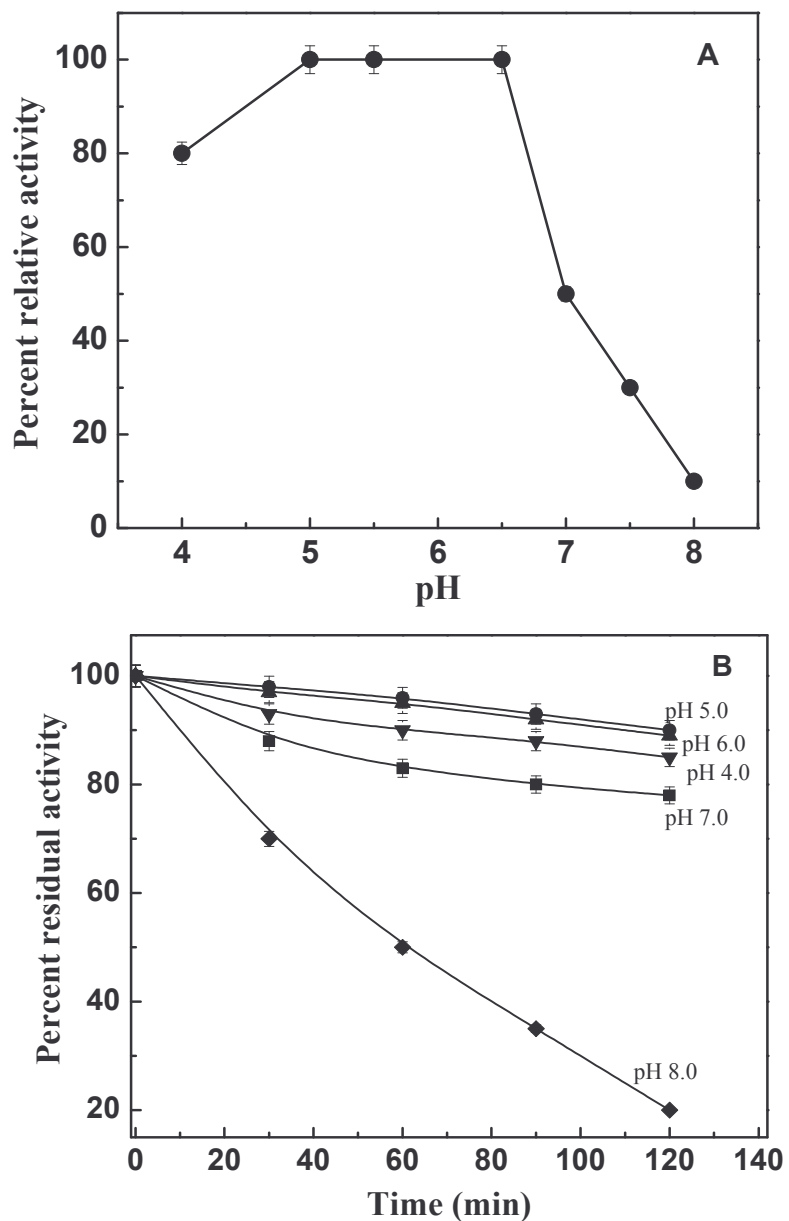 A
Percent relative activity
100
80
60
40
20
0
4 5 6 7 8
pH
B
Percent residual activity
100
80
60
40
20
pH 5.0
pH 6.0
pH 4.0
pH 7.0
pH 8.0
0 20 40 60 80 100 120 140
Time (min)